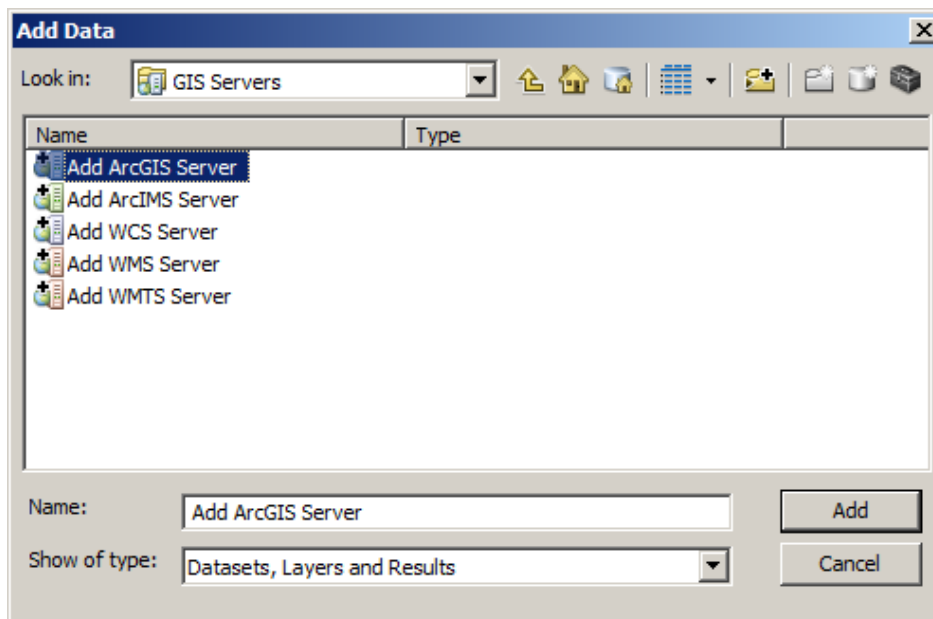 Add Data
Look in: GIS Servers
Name Type
Add ArcGIS Server
Add ArcIMS Server
Add WCS Server
Add WMS Server
Add WMTS Server
Name: Add ArcGIS Server Add
Show of type: Datasets, Layers and Results Cancel